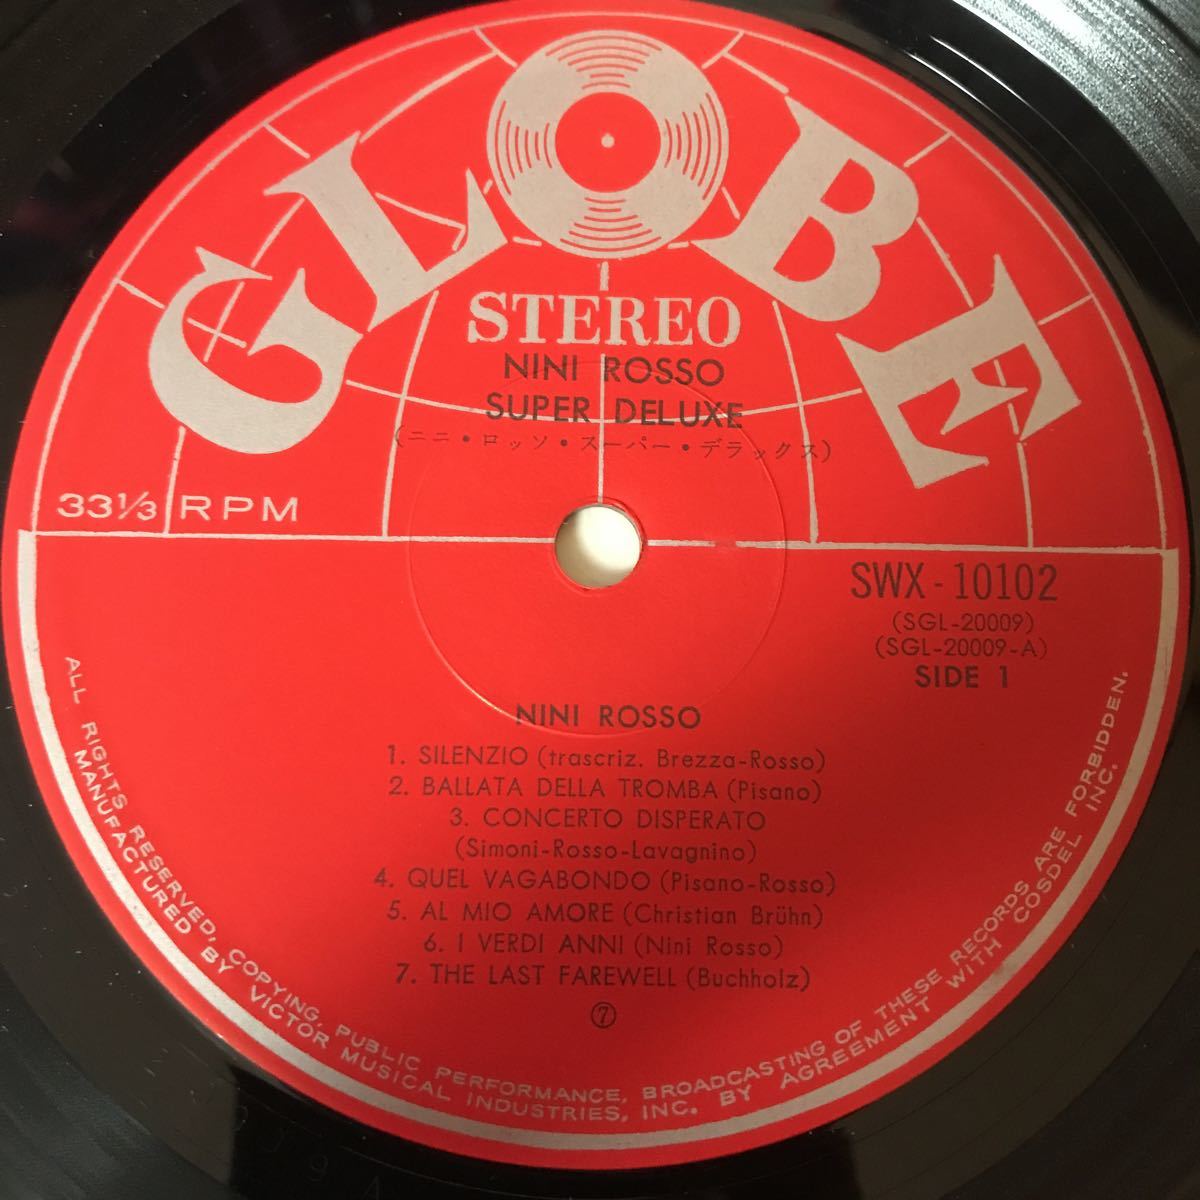 GLOBE
STEREO
NINI ROSSO
SUPER DELUXE
(ニニ・ロッソ・スーパー・デラックス)
33 1/3 RPM
SWX-10102
(SGL-20009)
(SGL-20009-A)
SIDE 1
NINI ROSSO
1. SILENZIO (trascriz. Brezza-Rosso)
2. BALLATA DELLA TROMBA (Pisano)
3. CONCERTO DISPERATO
(Simoni-Rosso-Lavagnino)
4. QUEL VAGABONDO (Pisano-Rosso)
5. AL MIO AMORE (Christian Brühn)
6. I VERDI ANNI (Nini Rosso)
7. THE LAST FAREWELL (Buchholz)
⑦
ALL RIGHTS RESERVED, COPYING, PUBLIC PERFORMANCE, BROADCASTING OF THESE RECORDS ARE FORBIDDEN.
MANUFACTURED BY VICTOR MUSICAL INDUSTRIES, INC. BY AGREEMENT WITH COSDEL INC.